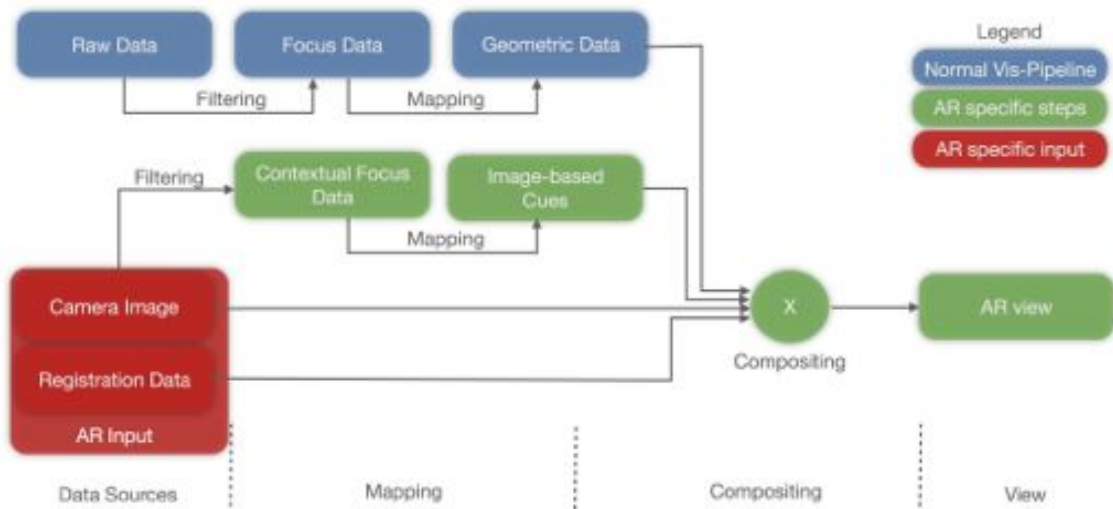 Raw Data
Focus Data
Geometric Data
Legend
Normal Vis-Pipeline
AR specific steps
AR specific input
Filtering
Mapping
Filtering
Contextual Focus
Data
Image-based
Cues
Mapping
Camera Image
Registration Data
AR Input
X
Compositing
AR view
Data Sources
Mapping
Compositing
View